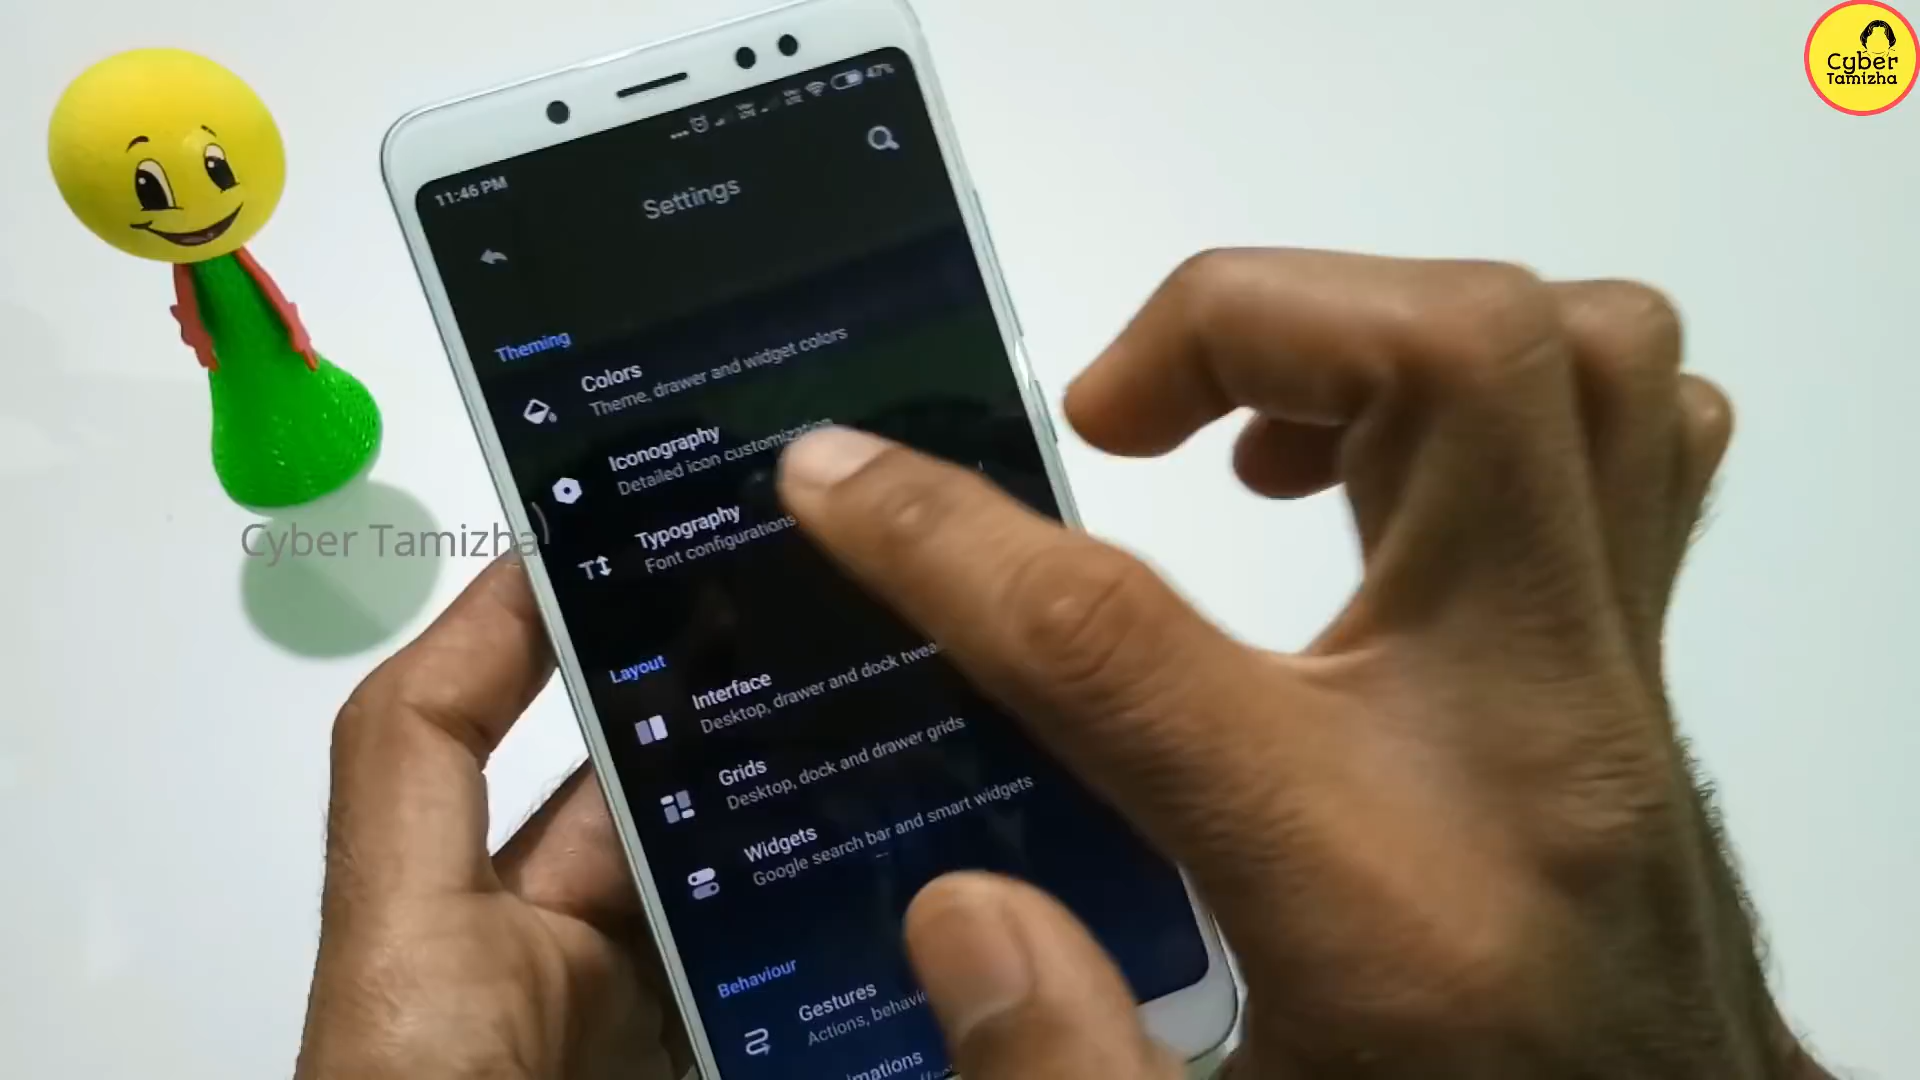 Cyber
Tamizha
47%
11:46 PM
Settings
Theming
Colors
Theme, drawer and widget colors
Iconography
Detailed icon customization
Typography
Font configurations
Cyber Tamizha
Layout
Interface
Desktop, drawer and dock
Grids
Desktop, dock and drawer grids
Widgets
Google search bar and smart widgets
Behaviour
Gestures
Actions,